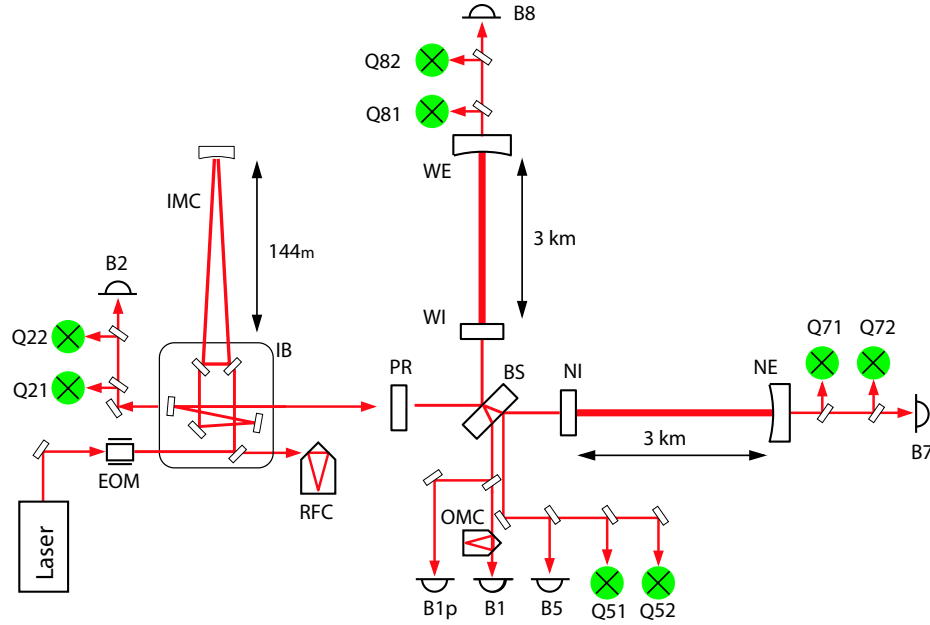 B8
Q82
Q81
WE
IMC
3 km
144m
B2
WI
Q22
IB
Q71
Q72
PR
BS
NI
NE
Q21
3 km
B7
EOM
RFC
OMC
Laser
B1p
B1
B5
Q51
Q52